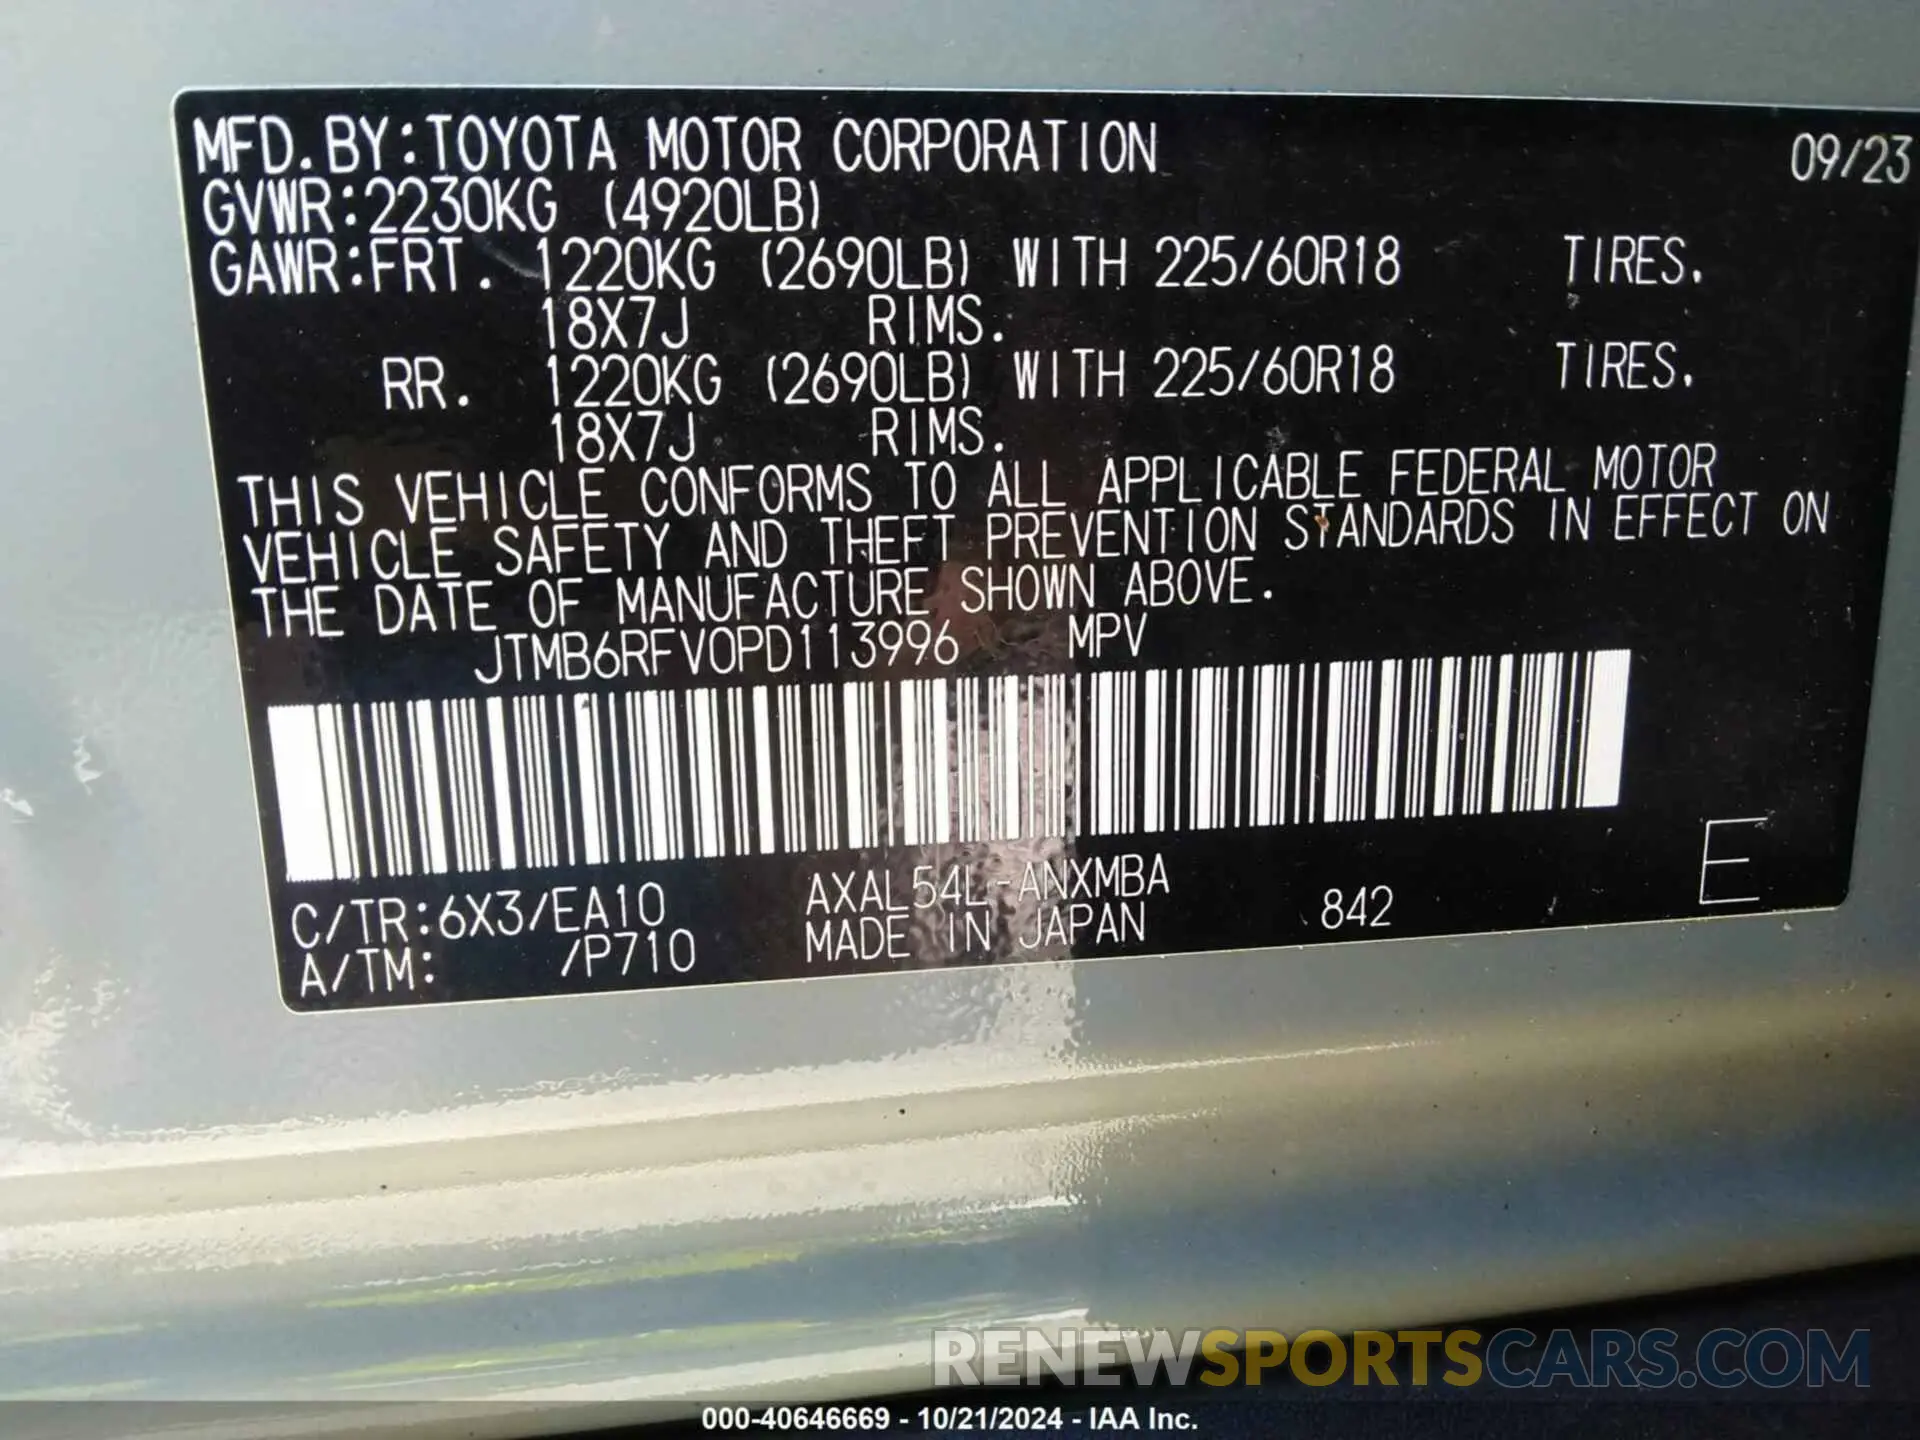 MFD.BY:TOYOTA MOTOR CORPORATION 09/23
GVWR:2230KG (4920LB)
GAWR:FRT. 1220KG (2690LB) WITH 225/60R18 TIRES.
18X7J RIMS.
RR. 1220KG (2690LB) WITH 225/60R18 TIRES.
18X7J RIMS.
THIS VEHICLE CONFORMS TO ALL APPLICABLE FEDERAL MOTOR
VEHICLE SAFETY AND THEFT PREVENTION STANDARDS IN EFFECT ON
THE DATE OF MANUFACTURE SHOWN ABOVE.
JTMB6RFV0PD113996 MPV
C/TR:6X3/EA10 AXAL54L-ANXMBA 842 E
A/TM: /P710 MADE IN JAPAN
RENEWSPORTSCARS.COM
000-40646669 - 10/21/2024 - IAA Inc.